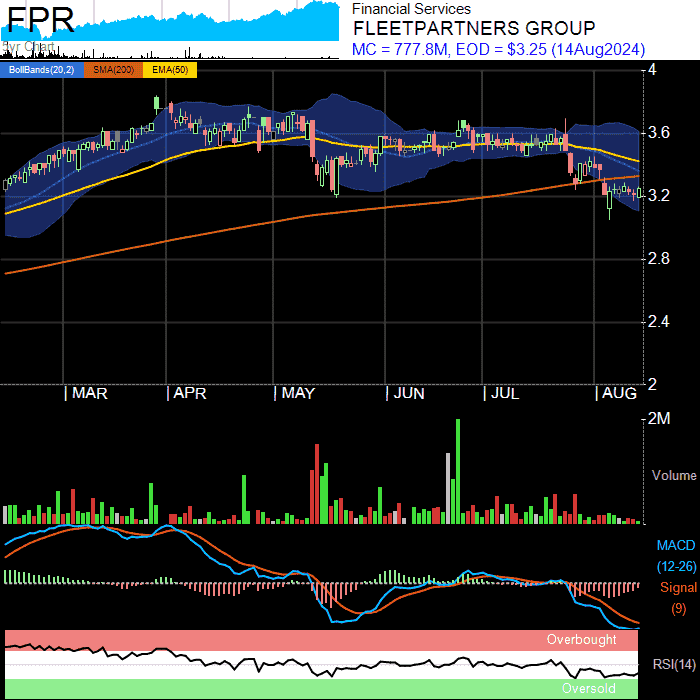 FPR
5yr Chart
Financial Services
FLEETPARTNERS GROUP
MC = 777.8M, EOD = $3.25 (14Aug2024)
BollBands(20,2) SMA(200) EMA(50)
4
3.6
3.2
2.8
2.4
2
MAR APR MAY JUN JUL AUG
2M
Volume
MACD
(12-26)
Signal
(9)
Overbought
RSI(14)
Oversold